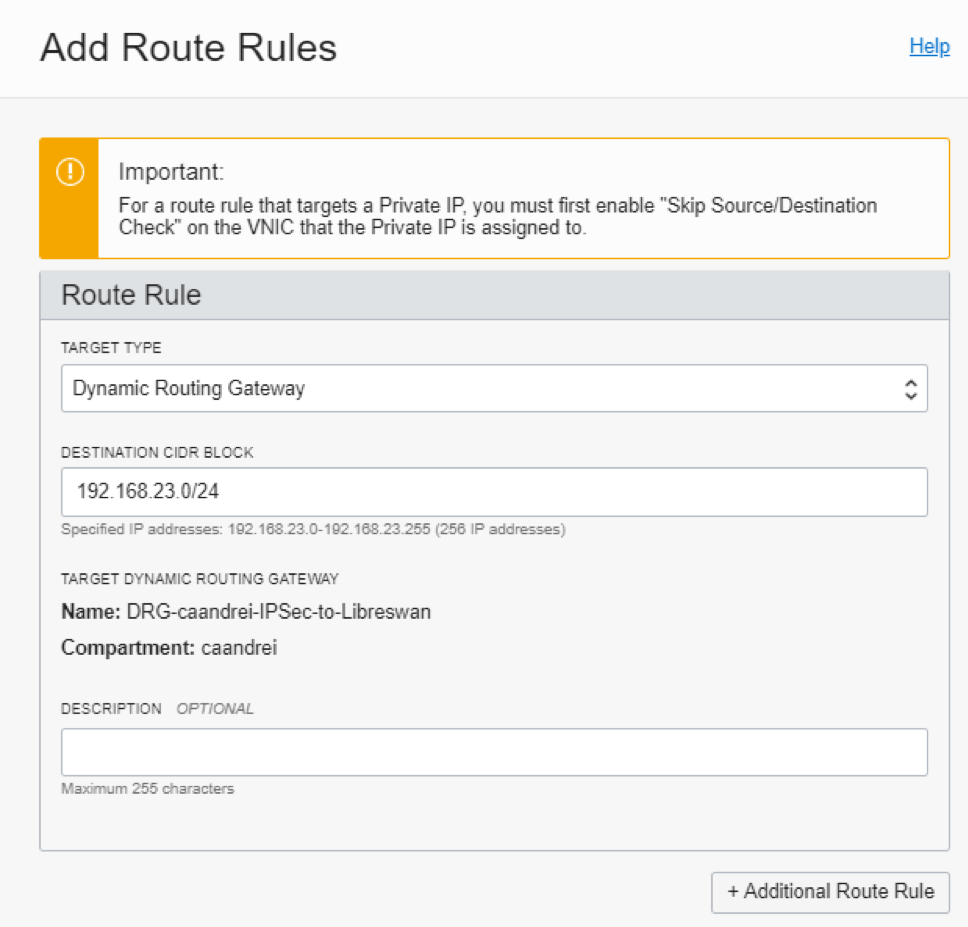 Add Route Rules
Help
Important:
For a route rule that targets a Private IP, you must first enable "Skip Source/Destination
Check" on the VNIC that the Private IP is assigned to.
Route Rule
TARGET TYPE
Dynamic Routing Gateway
DESTINATION CIDR BLOCK
192.168.23.0/24
Specified IP addresses: 192.168.23.0-192.168.23.255 (256 IP addresses)
TARGET DYNAMIC ROUTING GATEWAY
Name: DRG-caandrei-IPSec-to-Libreswan
Compartment: caandrei
DESCRIPTION OPTIONAL
Maximum 255 characters
+ Additional Route Rule